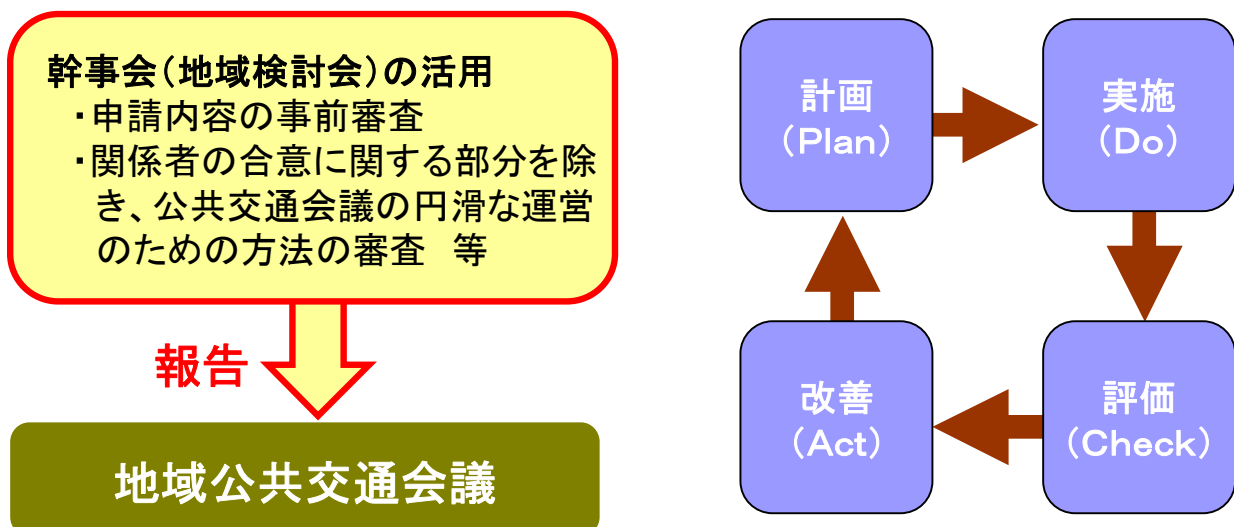 幹事会(地域検討会)の活用
・申請内容の事前審査
・関係者の合意に関する部分を除
き、公共交通会議の円滑な運営
のための方法の審査　等
報告
地域公共交通会議
計画
(Plan)
実施
(Do)
改善
(Act)
評価
(Check)